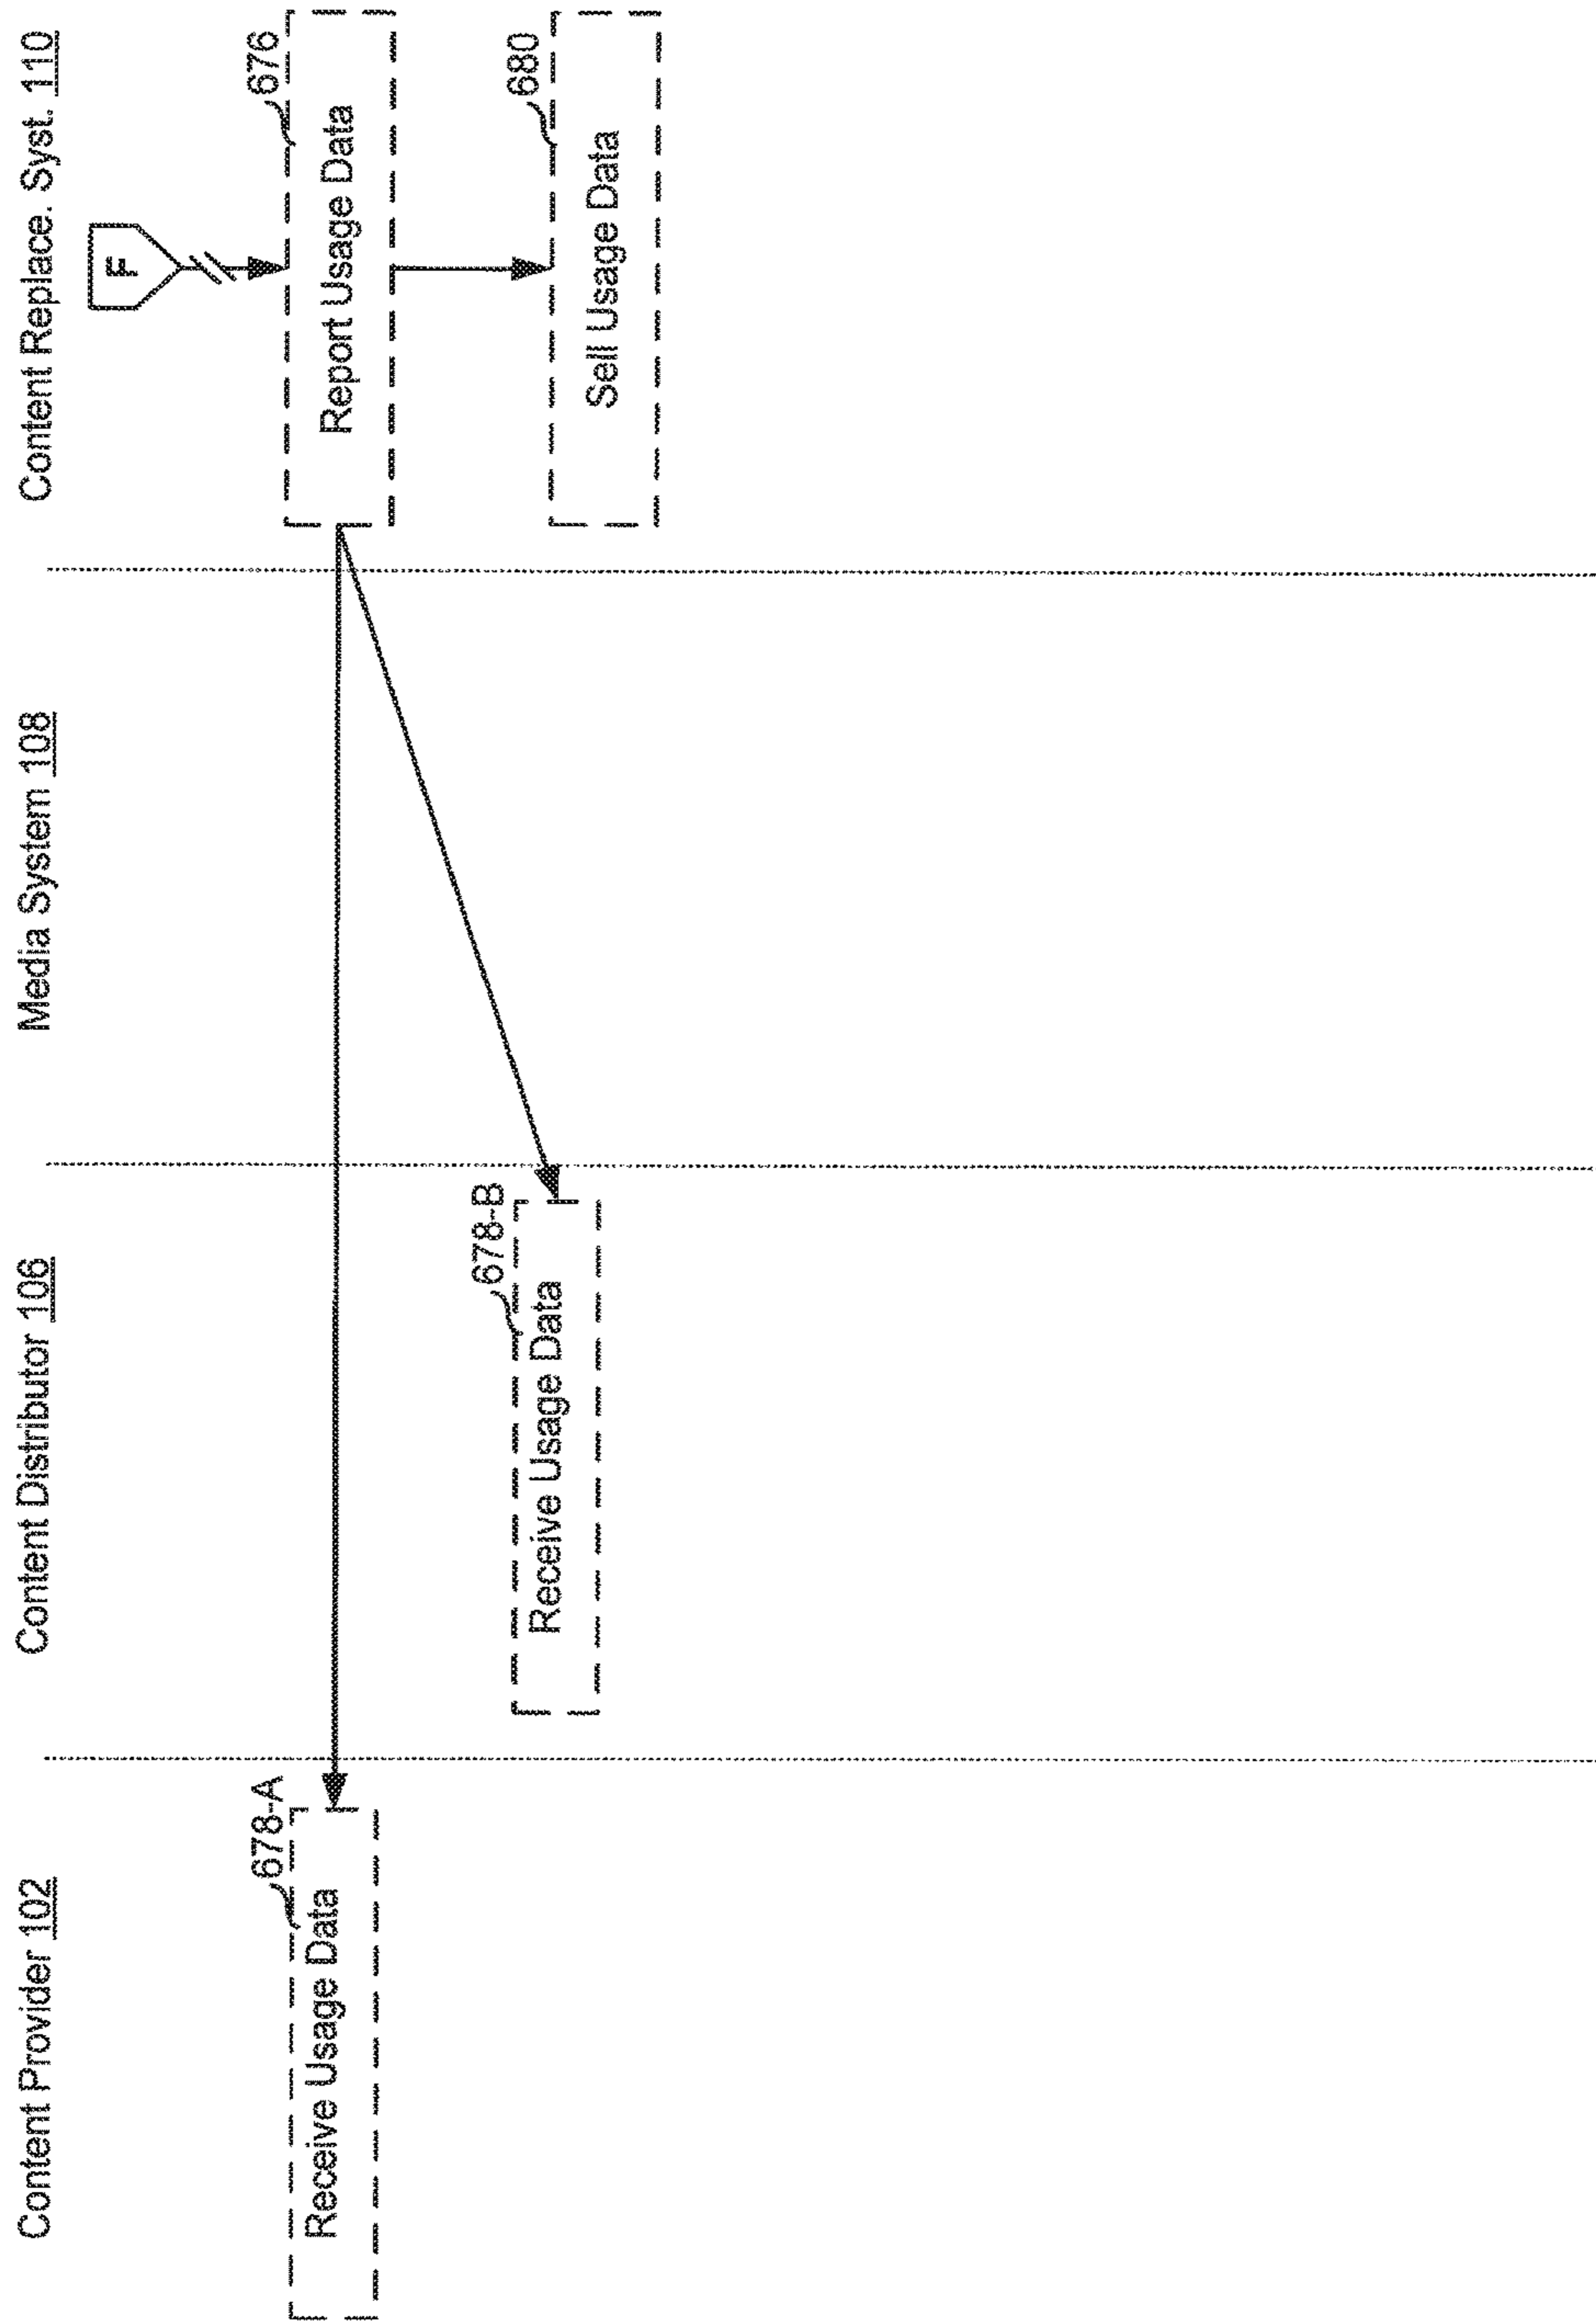 Content Provider 102
Content Distributor 106
Media System 108
Content Replace. Syst. 110
F
676
Report Usage Data
678-A
Receive Usage Data
678-B
Receive Usage Data
680
Sell Usage Data